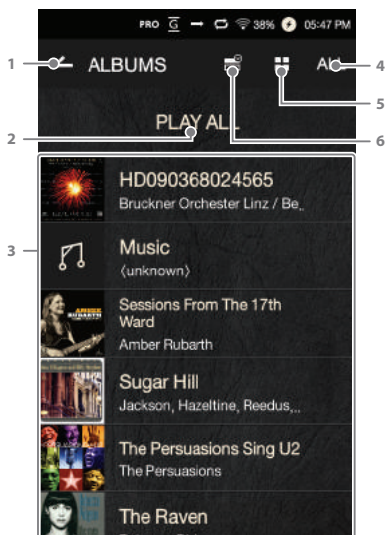 PRO G 38% 05:47 PM
1 ALBUMS ALL 4
5
2 PLAY ALL 6
HD090368024565
Bruckner Orchester Linz / Be..
3 Music
(unknown)
Sessions From The 17th
Ward
Amber Rubarth
Sugar Hill
Jackson, Hazeltine, Reedus,...
The Persuasions Sing U2
The Persuasions
The Raven